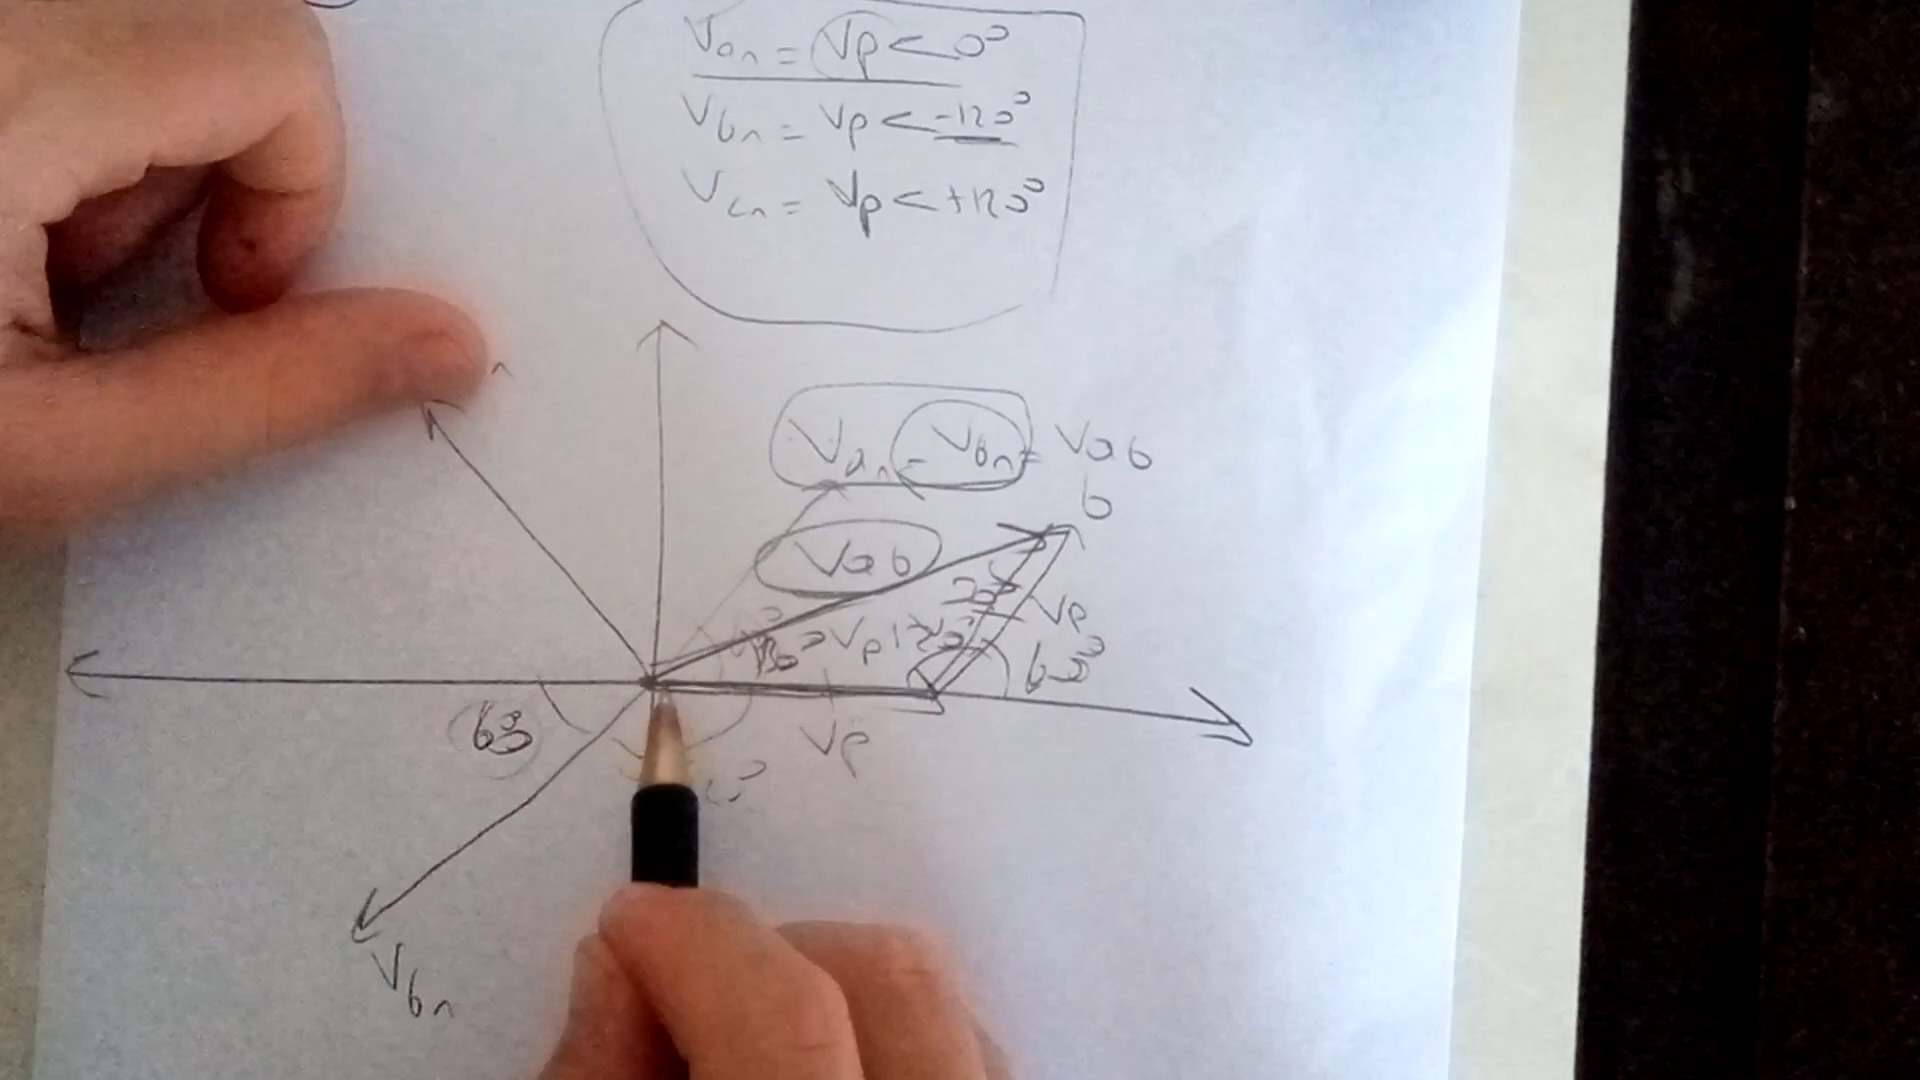 Van = Vp < 0°
Vbn = Vp < -120°
Vcn = Vp < +120°
n
Van - Vbn = Vab
b
Vab
Vp
60°
60
Vp
Vbn